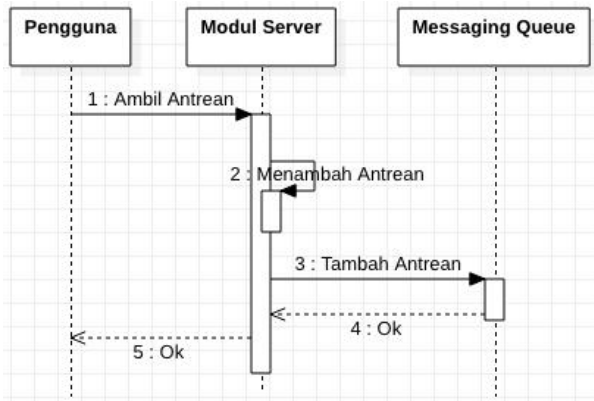 Pengguna
Modul Server
Messaging Queue
1 : Ambil Antrean
2 : Menambah Antrean
3 : Tambah Antrean
4 : Ok
5 : Ok